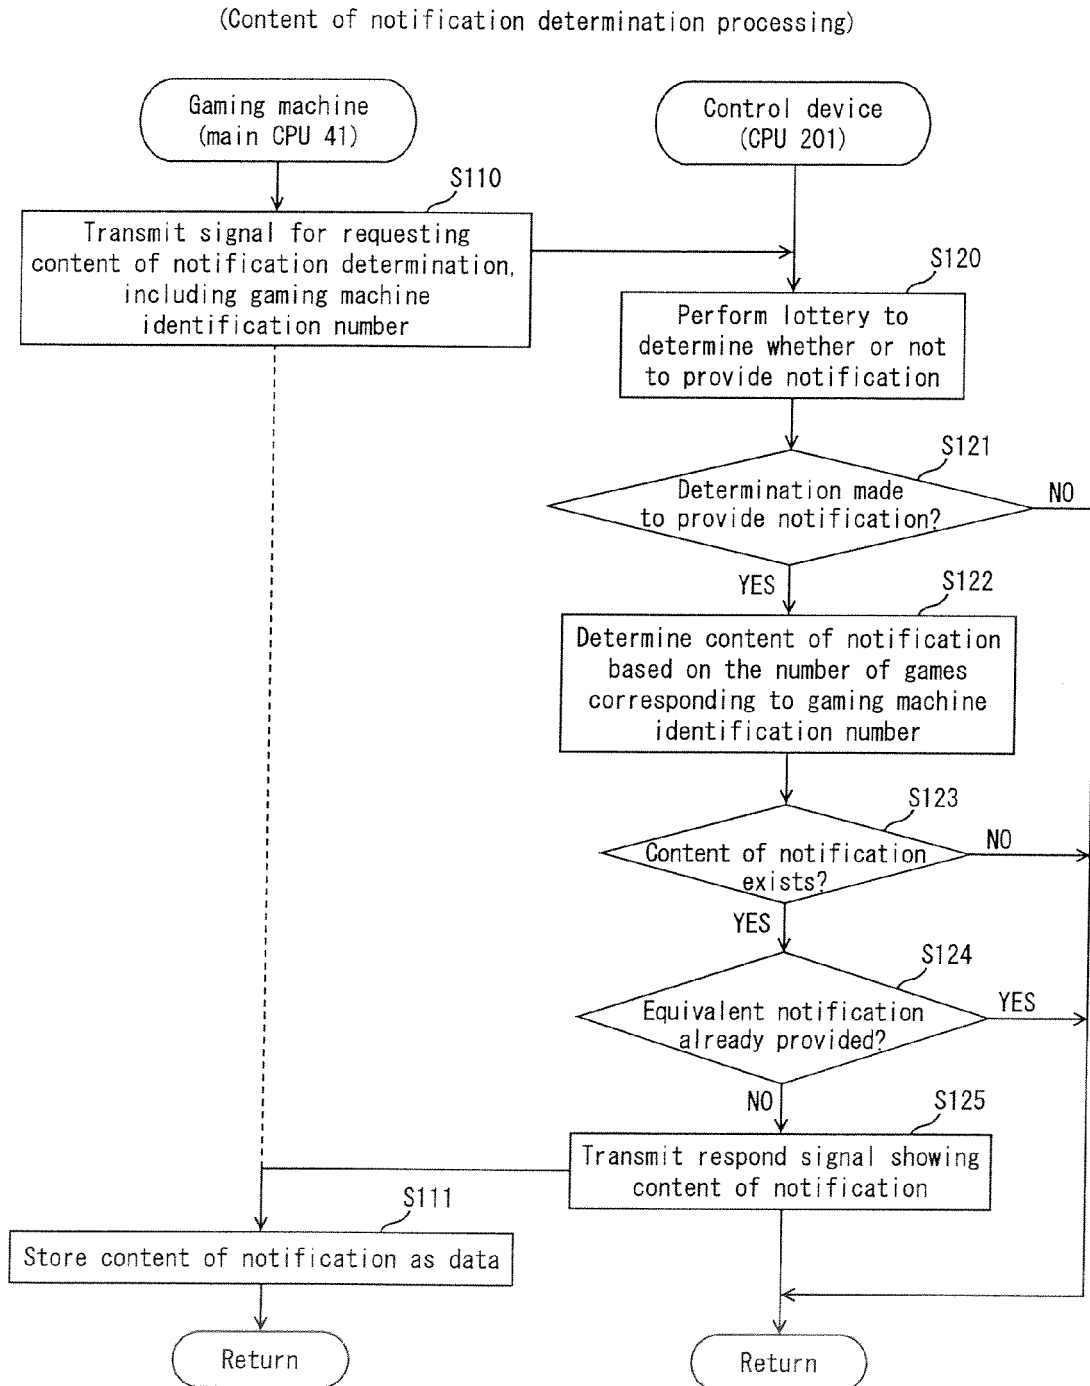 (Content of notification determination processing)
Gaming machine
(main CPU 41)
Control device
(CPU 201)
S110
Transmit signal for requesting
content of notification determination,
including gaming machine
identification number
S120
Perform lottery to
determine whether or not
to provide notification
S121
Determination made
to provide notification?
NO
YES
S122
Determine content of notification
based on the number of games
corresponding to gaming machine
identification number
S123
Content of notification
exists?
NO
YES
S124
Equivalent notification
already provided?
YES
NO
S125
Transmit respond signal showing
content of notification
S111
Store content of notification as data
Return
Return